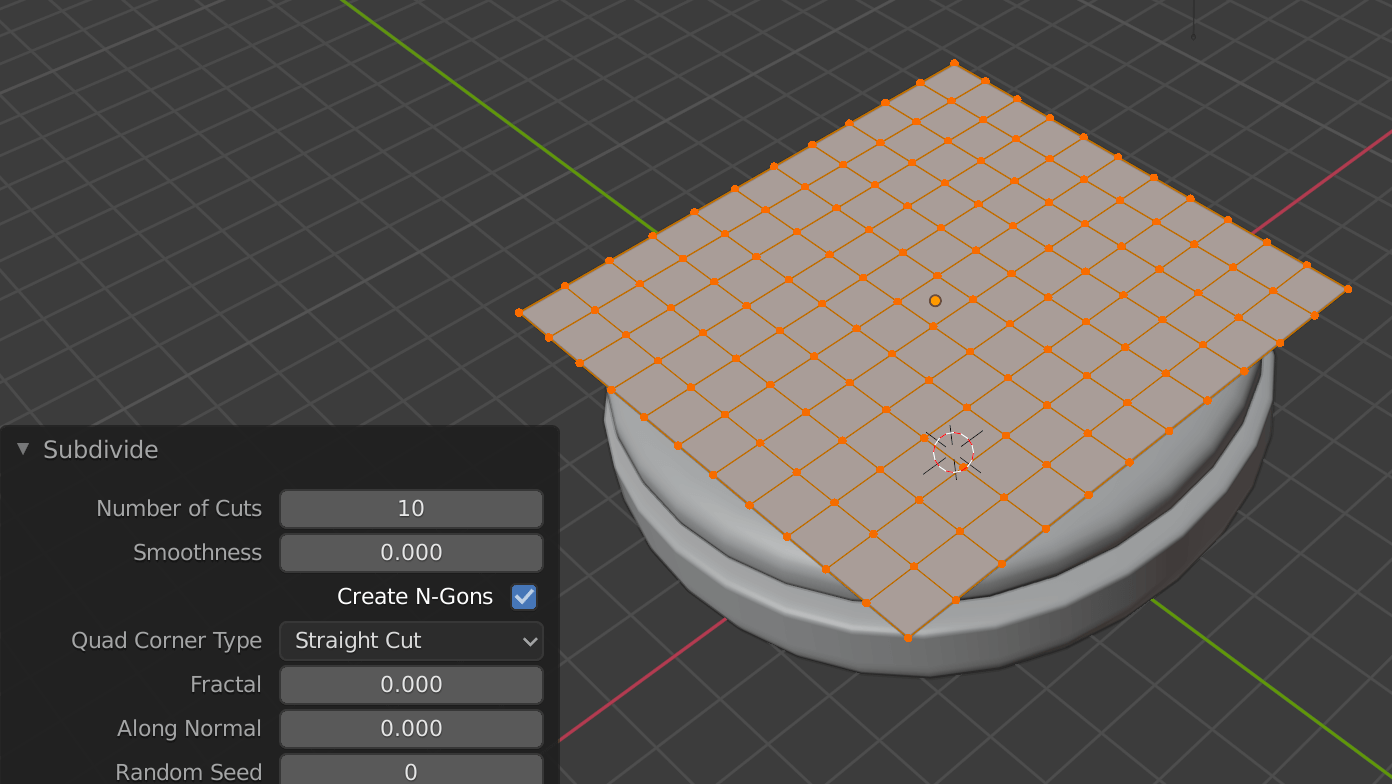 Subdivide
Number of Cuts 10
Smoothness 0.000
Create N-Gons
Quad Corner Type Straight Cut
Fractal 0.000
Along Normal 0.000
Random Seed 0